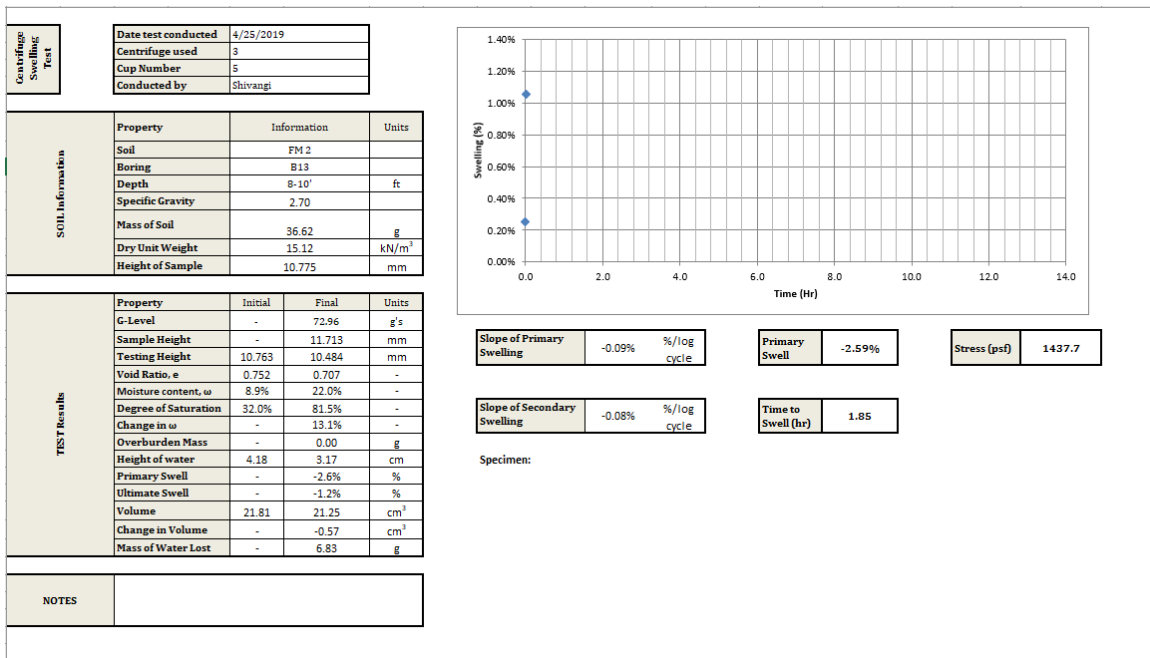 Centrifuge
Swelling
Test
Date test conducted 4/25/2019
Centrifuge used 3
Cup Number 5
Conducted by Shivangi
SOIL Information
Property Information Units
Soil FM 2
Boring B13
Depth 8-10' ft
Specific Gravity 2.70
Mass of Soil 36.62 g
Dry Unit Weight 15.12 kN/m³
Height of Sample 10.775 mm
TEST Results
Property Initial Final Units
G-Level - 72.96 g's
Sample Height - 11.713 mm
Testing Height 10.763 10.484 mm
Void Ratio, e 0.752 0.707 -
Moisture content, ω 8.9% 22.0% -
Degree of Saturation 32.0% 81.5% -
Change in ω - 13.1% -
Overburden Mass - 0.00 g
Height of water 4.18 3.17 cm
Primary Swell - -2.6% %
Ultimate Swell - -1.2% %
Volume 21.81 21.25 cm³
Change in Volume - -0.57 cm³
Mass of Water Lost - 6.83 g
NOTES
Swelling (%)
1.40%
1.20%
1.00%
0.80%
0.60%
0.40%
0.20%
0.00%
0.0 2.0 4.0 6.0 8.0 10.0 12.0 14.0
Time (Hr)
Slope of Primary
Swelling
-0.09%
%/log
cycle
Primary
Swell
-2.59%
Stress (psf) 1437.7
Slope of Secondary
Swelling
-0.08%
%/log
cycle
Time to
Swell (hr)
1.85
Specimen: